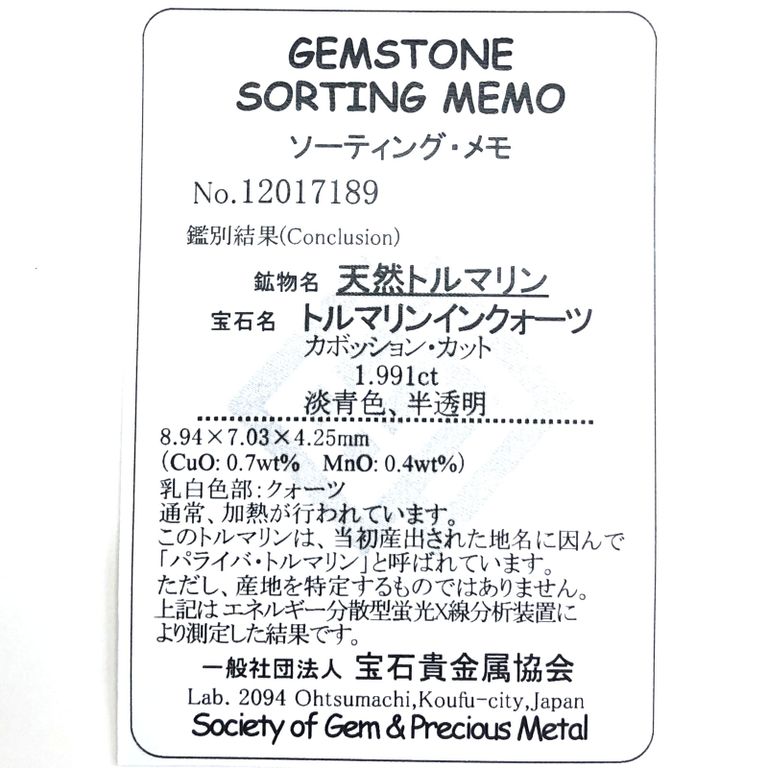 GEMSTONE
SORTING MEMO
ソーティング・メモ
No.12017189
鑑別結果(Conclusion)
鉱物名 天然トルマリン
宝石名 トルマリンインクォーツ
カボッション・カット
1.991ct
淡青色、半透明
8.94×7.03×4.25mm
(CuO: 0.7wt% MnO: 0.4wt%)
乳白色部:クォーツ
通常、加熱が行われています。
このトルマリンは、当初産出された地名に因んで
「パライバ・トルマリン」と呼ばれています。
ただし、産地を特定するものではありません。
上記はエネルギー分散型蛍光X線分析装置に
より測定した結果です。
一般社団法人 宝石貴金属協会
Lab. 2094 Ohtsumachi,Koufu-city,Japan
Society of Gem & Precious Metal